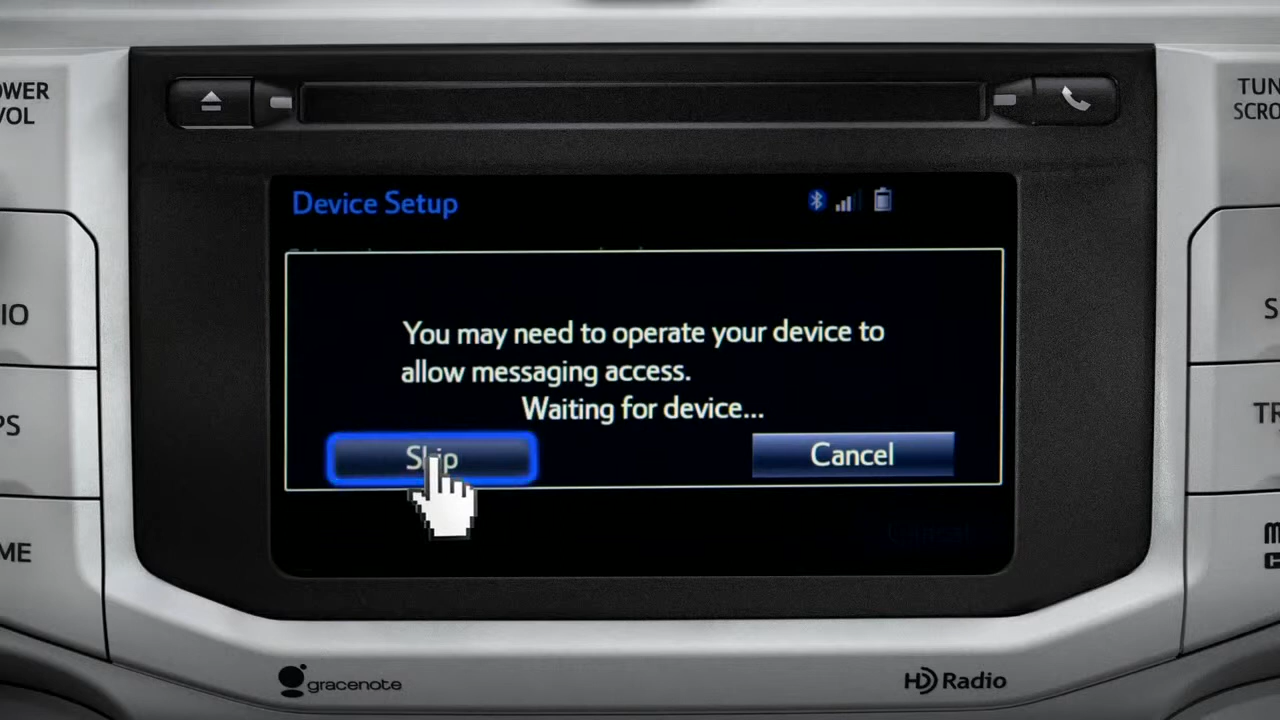 OWER
VOL
TUN
SCRO
Device Setup
You may need to operate your device to
allow messaging access.
Waiting for device...
Skip
Cancel
IO
PS
ME
S
TR
gracenote
HD Radio